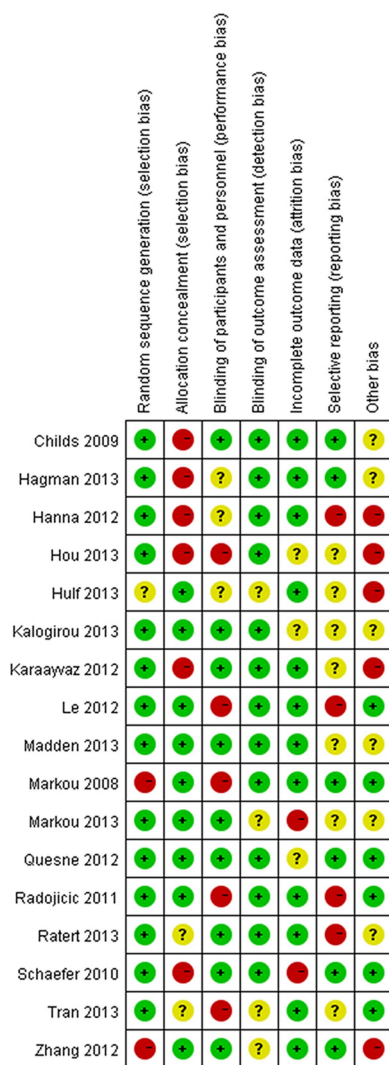 Random sequence generation (selection bias)
Allocation concealment (selection bias)
Blinding of participants and personnel (performance bias)
Blinding of outcome assessment (detection bias)
Incomplete outcome data (attrition bias)
Selective reporting (reporting bias)
Other bias
Childs 2009 + - + + + + ?
Hagman 2013 + - ? + + + ?
Hanna 2012 + - ? + + - -
Hou 2013 + - - + ? ? -
Hulf 2013 ? + ? ? + ? -
Kalogirou 2013 + + + + ? ? ?
Karaayvaz 2012 + - + + + ? -
Le 2012 + + - + + - +
Madden 2013 + + + + + ? ?
Markou 2008 - + - + + + +
Markou 2013 + + + ? - ? ?
Quesne 2012 + + + + ? + +
Radojicic 2011 + + - + + - +
Ratert 2013 + ? + + + - +
Schaefer 2010 + - + + - + +
Tran 2013 + ? - ? + ? +
Zhang 2012 - + + ? + + -